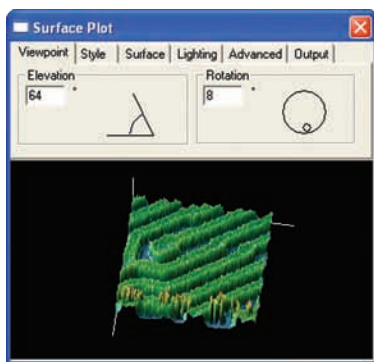 Surface Plot
Viewpoint Style Surface Lighting Advanced Output
Elevation Rotation
64 ° 8 °